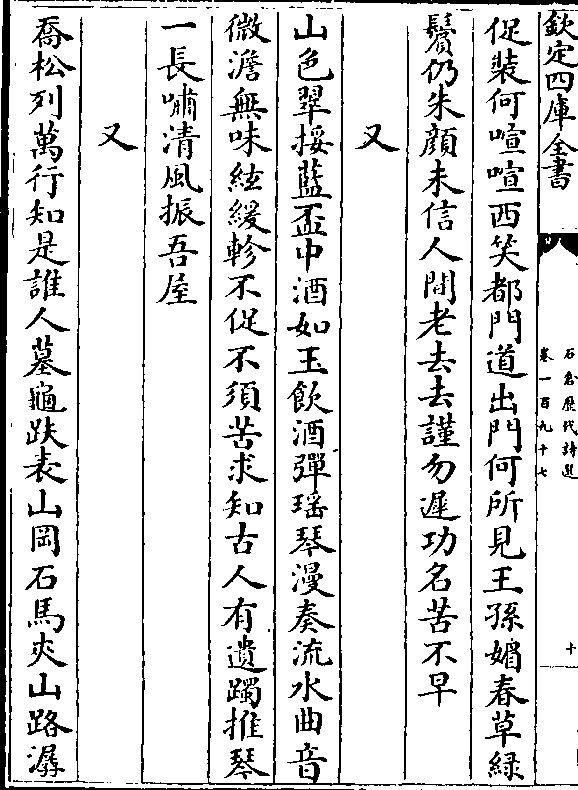 欽定四庫全書
石倉歷代詩選
卷一百九十七
十
促裝何喧喧西笑都門道出門何所見王孫媚春草緑
鬢仍朱顔未信人間老去去謹勿遲功名苦不早
又
山色翠挼藍盃中酒如玉飲酒彈瑶琴漫奏流水曲音
微澹無味絃緩軫不促不須苦求知古人有遺躅推琴
一長嘯清風振吾屋
又
喬松列萬行知是誰人墓龜趺表山岡石馬夾山路潺